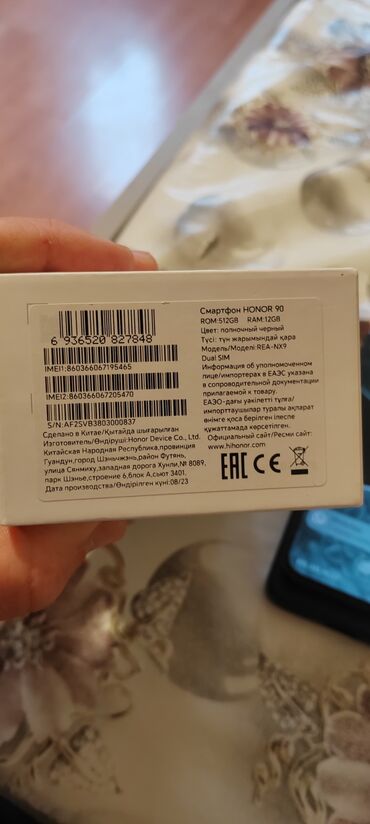 6 936520 827848
IMEI1:860366067195465
IMEI2:860366067205470
S/N:AF2SVB3803000837
Сделано в Китае/Қытайда шығарылған
Изготовитель/Өндіруші:Honor Device Co., Ltd.
Китайская Народная Республика,провинция
Гуандун,город Шэньчжэнь,район Футянь,
улица Сянмиху,западная дорога Хунли,№ 8089,
парк Шэнье,строение 6,блок А,сьют 3401,
Дата производства/Өндірілген күні:08/23
Смартфон HONOR 90
ROM:512GB RAM:12GB
Цвет: полночный черный
Түсі: түн жарымындай қара
Модель/Моделі:REA-NX9
Dual SIM
Информация об уполномоченном
лице/импортерах в ЕАЭС указана
в сопроводительной документации
прилагаемой к товару.
ЕАЭО-дағы уәкілетті тұлға/
импорттаушылар туралы ақпарат
өнімге қоса берілген ілеспе
құжаттамада көрсетілген.
Официальный сайт/Ресми сайт:
www.hihonor.com
EAC CE